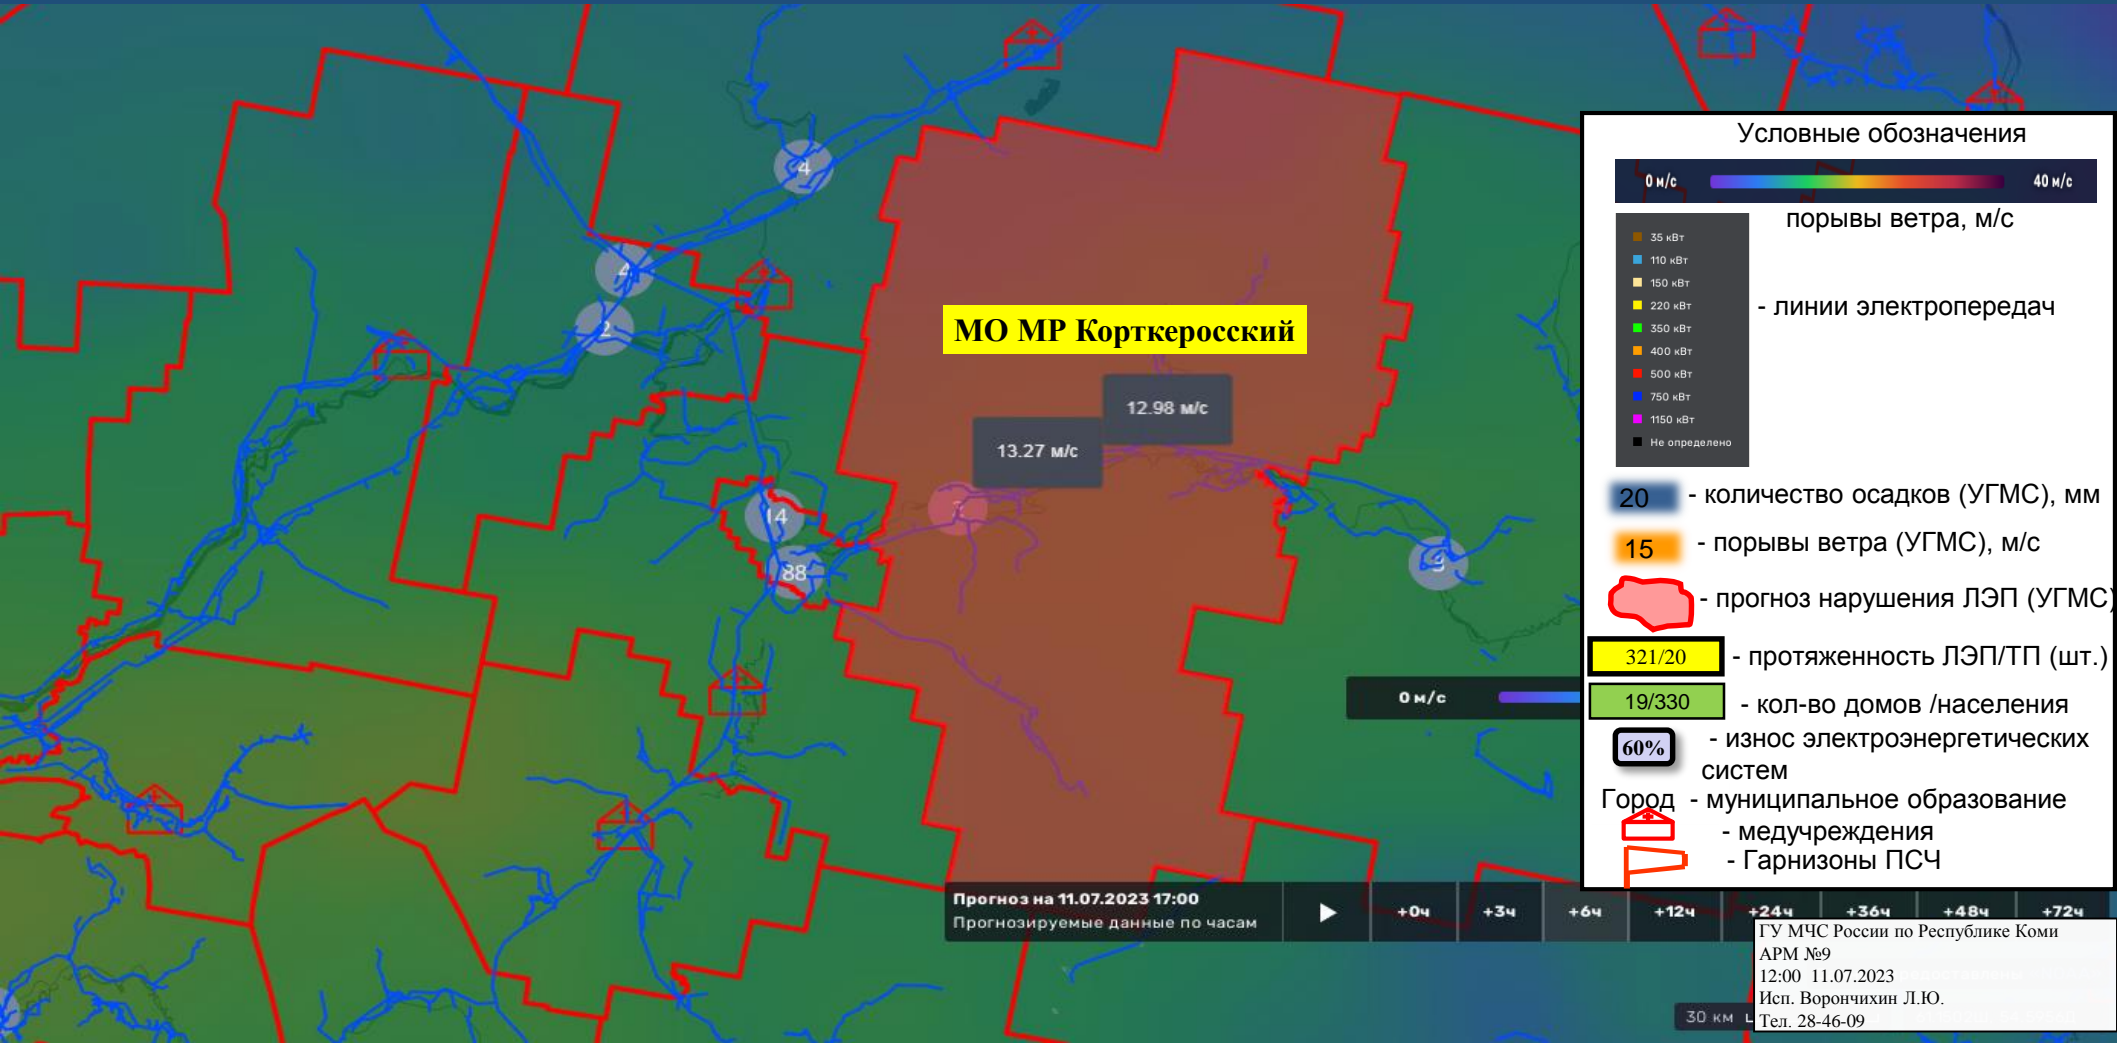 4
4
2
МО МР Корткеросский
12.98 м/с
13.27 м/с
14
88
3
0 м/с
Условные обозначения
0 м/с
40 м/с
порывы ветра, м/с
35 кВт
110 кВт
150 кВт
220 кВт
350 кВт
400 кВт
500 кВт
750 кВт
1150 кВт
Не определено
- линии электропередач
20 - количество осадков (УГМС), мм
15 - порывы ветра (УГМС), м/с
- прогноз нарушения ЛЭП (УГМС)
321/20 - протяженность ЛЭП/ТП (шт.)
19/330 - кол-во домов /населения
60% - износ электроэнергетических
систем
Город - муниципальное образование
- медучреждения
- Гарнизоны ПСЧ
Прогноз на 11.07.2023 17:00
Прогнозируемые данные по часам
+0ч +3ч +6ч +12ч +24ч +36ч +48ч +72ч
ГУ МЧС России по Республике Коми
АРМ №9
12:00 11.07.2023
Исп. Ворончихин Л.Ю.
Тел. 28-46-09
30 км